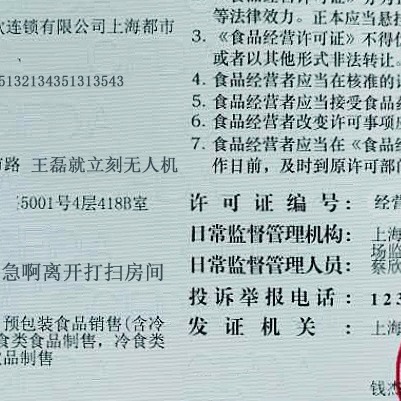 饮连锁有限公司上海都市
5132134351313543
路 王磊就立刻无人机
5001号4层418B室
急啊离开打扫房间
预包装食品销售(含冷
食类食品制售，冷食类
品制售
等法律效力。正本应当悬挂
3. 《食品经营许可证》不得伪
或者以其他形式非法转让。
4. 食品经营者应当在核准的
5. 食品经营者应当接受食品
6. 食品经营者改变许可事项应
7. 食品经营者应当在《食品经
作日前，及时到原许可部
许可证编号： 经营
日常监督管理机构： 上海
场监
日常监督管理人员： 蔡欣
投诉举报电话： 123
发证机关： 上海
钱杰